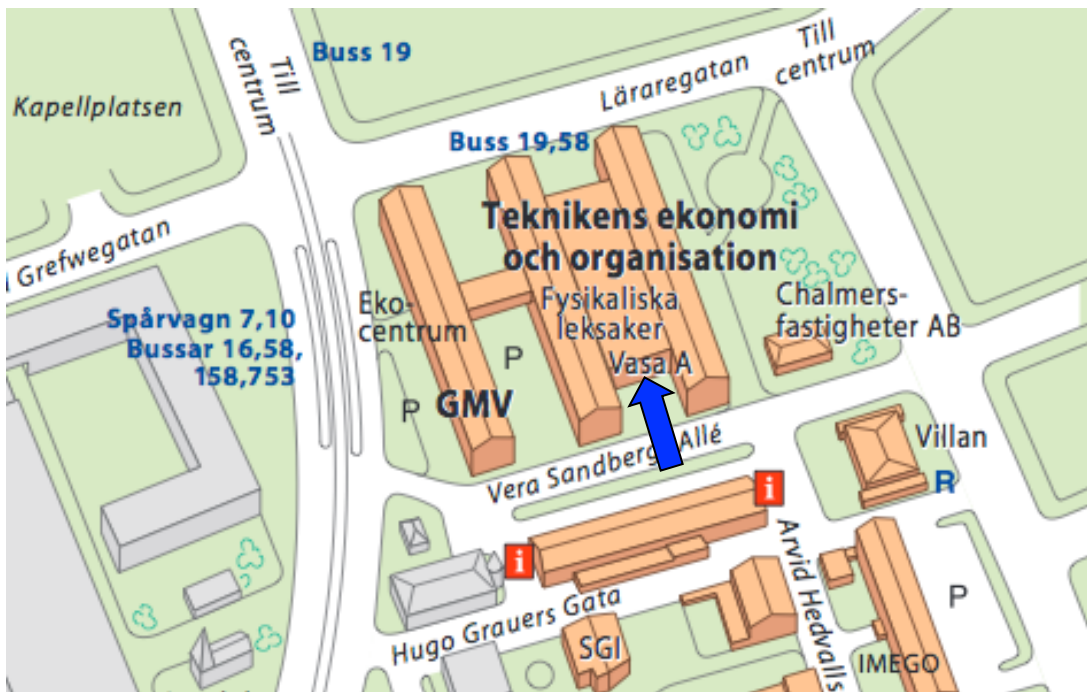 Till
centrum
Buss 19
Till
centrum
Läraregatan
Kapellplatsen
Buss 19,58
Teknikens ekonomi
och organisation
Grefwegatan
Eko-
centrum
Fysikaliska
leksaker
Vasa A
Chalmers-
fastigheter AB
Spårvagn 7,10
Bussar 16,58,
158,753
P
P
GMV
Villan
R
Vera Sandberg Allé
i
i
Arvid Hedvalls
P
Hugo Grauers Gata
SGI
IMEGO